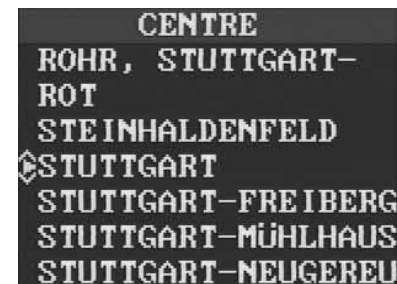 CENTRE
ROHR, STUTTGART-
ROT
STEINHALDENFELD
STUTTGART
STUTTGART-FREIBERG
STUTTGART-MÜHLHAUS
STUTTGART-NEUGEREU